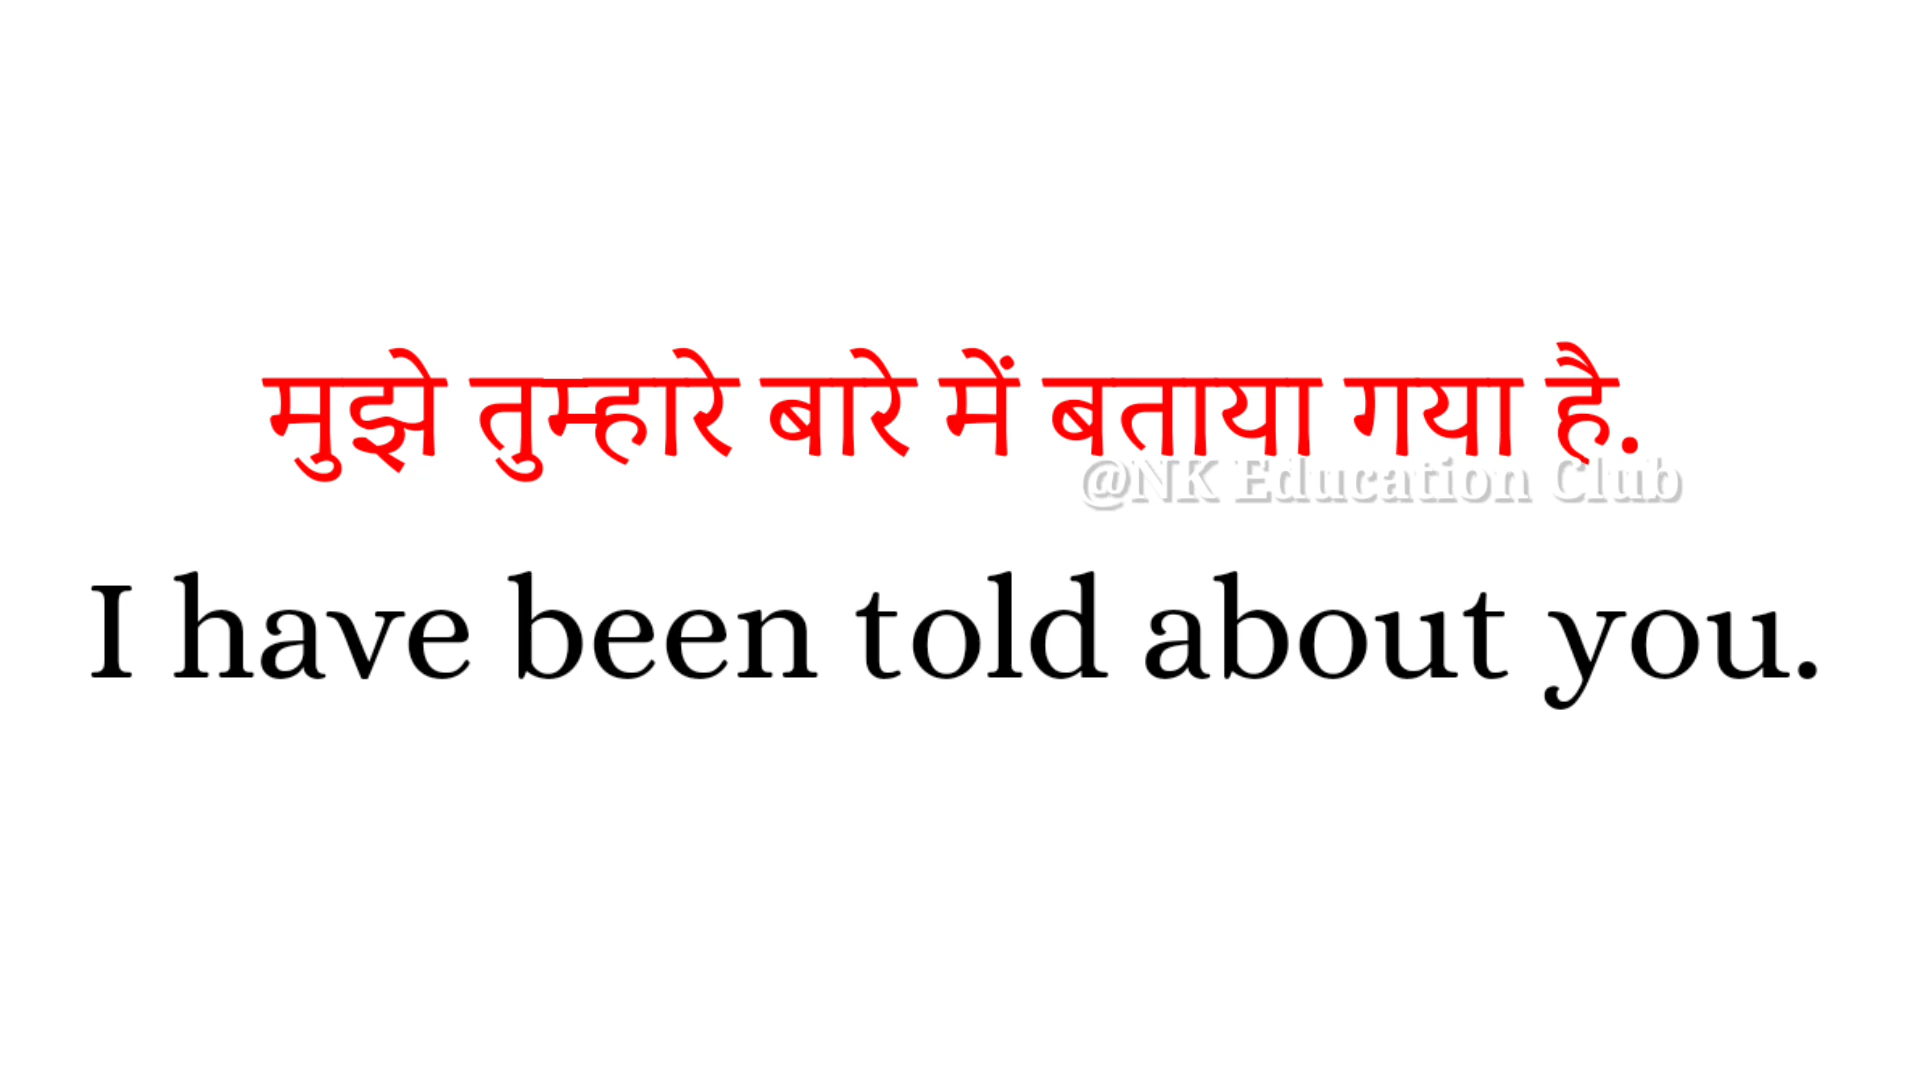 मुझे तुम्हारे बारे में बताया गया है.
@NK Education Club
I have been told about you.